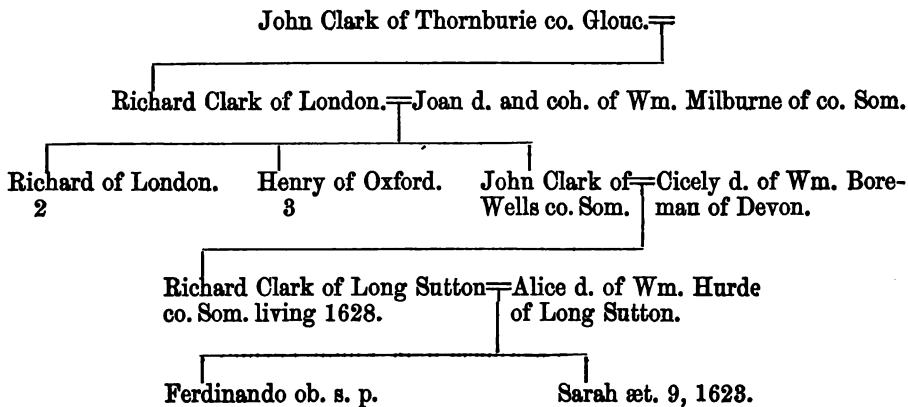 John Clark of Thornburie co. Glouc.=
Richard Clark of London.=Joan d. and coh. of Wm. Milburne of co. Som.
Richard of London. Henry of Oxford. John Clark of=Cicely d. of Wm. Bore-
2 3 Wells co. Som. man of Devon.
Richard Clark of Long Sutton=Alice d. of Wm. Hurde
co. Som. living 1628. of Long Sutton.
Ferdinando ob. s. p. Sarah æt. 9, 1623.